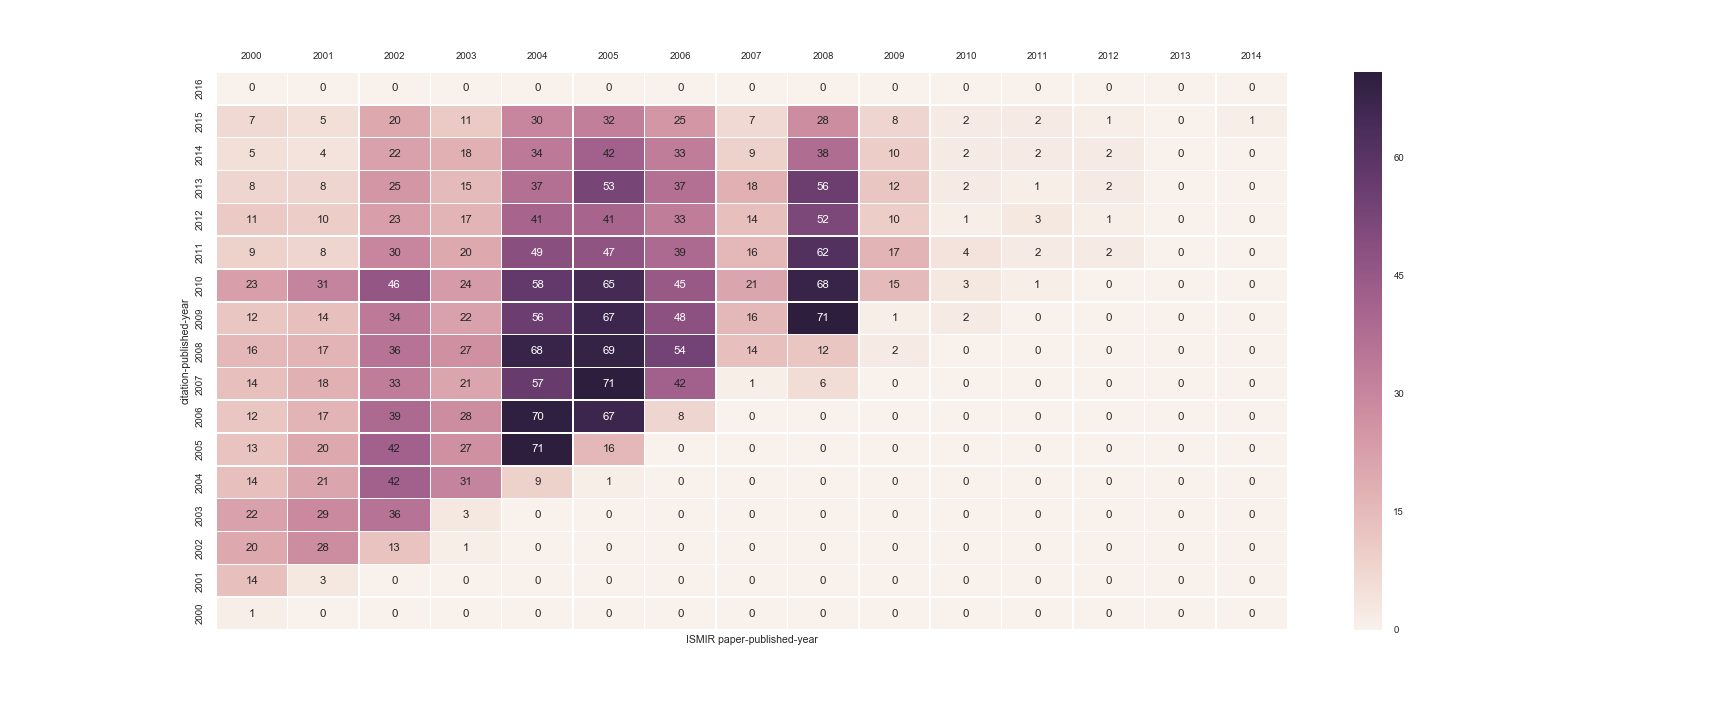 2000 2001 2002 2003 2004 2005 2006 2007 2008 2009 2010 2011 2012 2013 2014
2016 0 0 0 0 0 0 0 0 0 0 0 0 0 0 0
2015 7 5 20 11 30 32 25 7 28 8 2 2 1 0 1
2014 5 4 22 18 34 42 33 9 38 10 2 2 2 0 0
2013 8 8 25 15 37 53 37 18 56 12 2 1 2 0 0
2012 11 10 23 17 41 41 33 14 52 10 1 3 1 0 0
2011 9 8 30 20 49 47 39 16 62 17 4 2 2 0 0
2010 23 31 46 24 58 65 45 21 68 15 3 1 0 0 0
2009 12 14 34 22 56 67 48 16 71 1 2 0 0 0 0
2008 16 17 36 27 68 69 54 14 12 2 0 0 0 0 0
2007 14 18 33 21 57 71 42 1 6 0 0 0 0 0 0
2006 12 17 39 28 70 67 8 0 0 0 0 0 0 0 0
2005 13 20 42 27 71 16 0 0 0 0 0 0 0 0 0
2004 14 21 42 31 9 1 0 0 0 0 0 0 0 0 0
2003 22 29 36 3 0 0 0 0 0 0 0 0 0 0 0
2002 20 28 13 1 0 0 0 0 0 0 0 0 0 0 0
2001 14 3 0 0 0 0 0 0 0 0 0 0 0 0 0
2000 1 0 0 0 0 0 0 0 0 0 0 0 0 0 0
citation-published-year
ISMIR paper-published-year
60
45
30
15
0